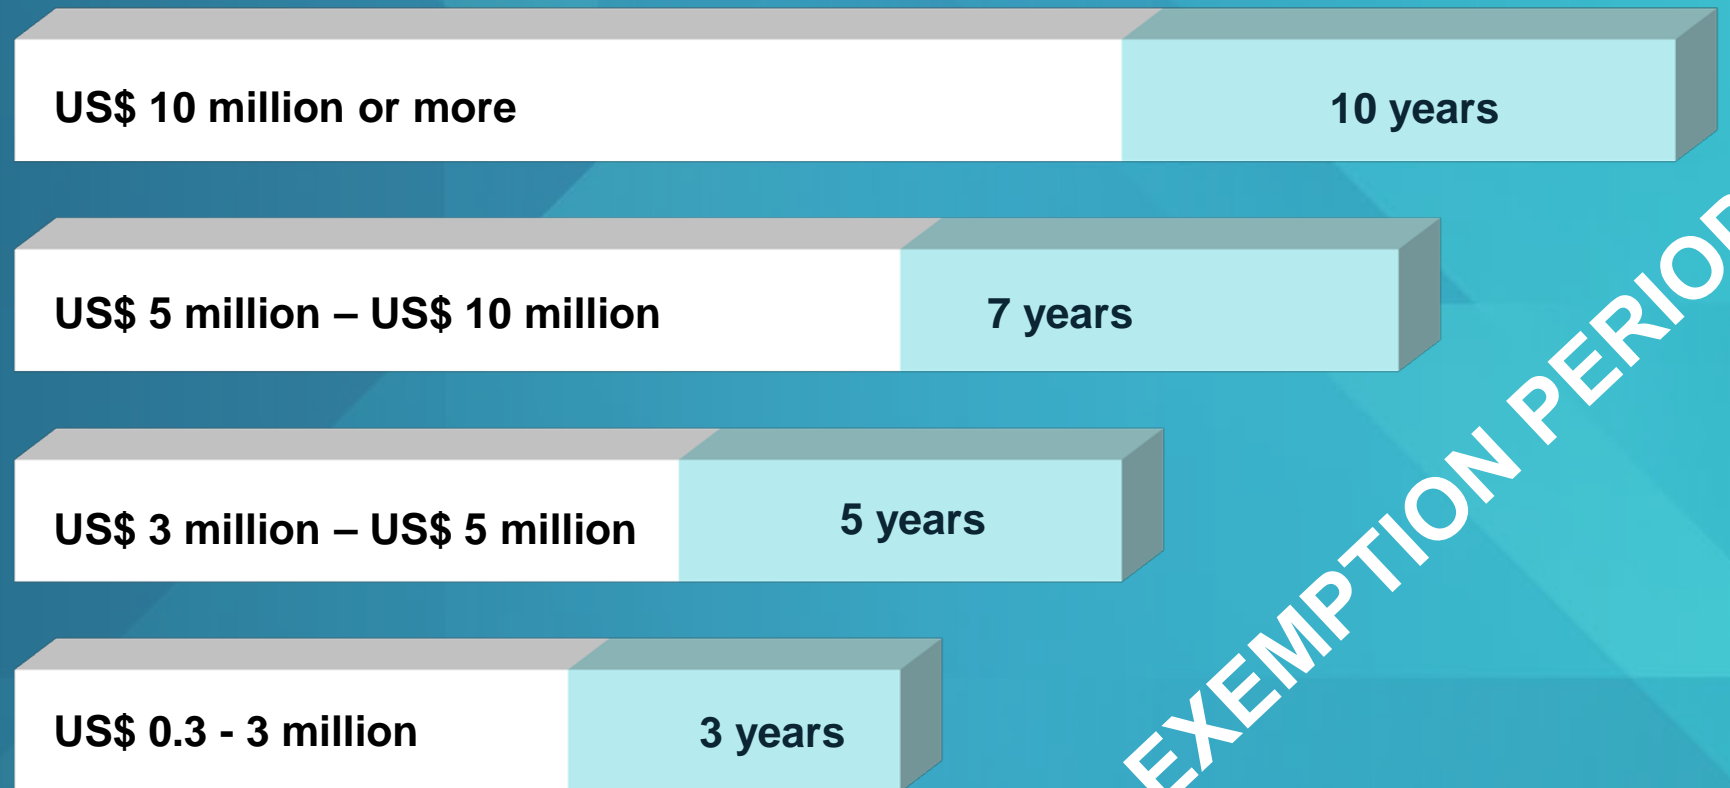 US$ 10 million or more
10 years
US$ 5 million – US$ 10 million
7 years
US$ 3 million – US$ 5 million
5 years
US$ 0.3 - 3 million
3 years
EXEMPTION PERIOD